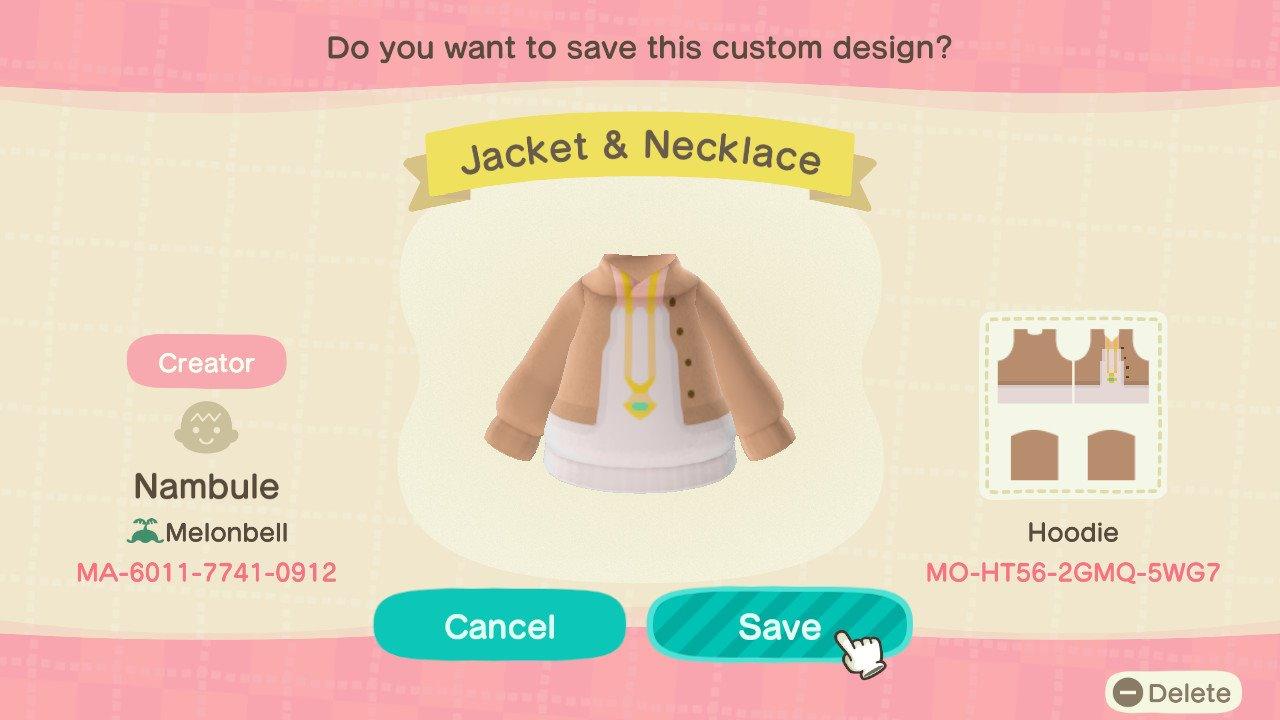 Do you want to save this custom design?
Jacket & Necklace
Creator
Nambule
Melonbell
MA-6011-7741-0912
Hoodie
MO-HT56-2GMQ-5WG7
Cancel
Save
Delete